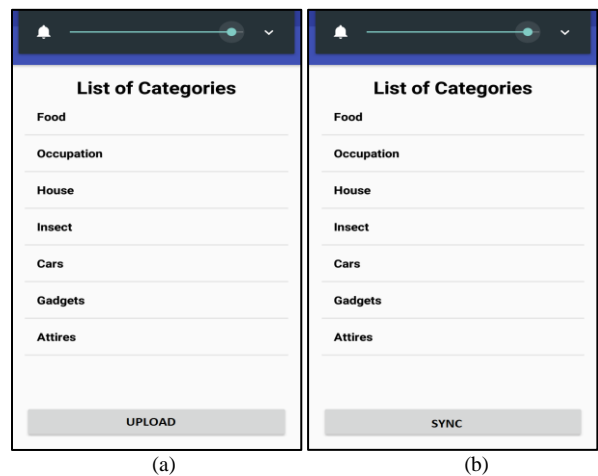 List of Categories
Food
Occupation
House
Insect
Cars
Gadgets
Attires
UPLOAD
(a)
List of Categories
Food
Occupation
House
Insect
Cars
Gadgets
Attires
SYNC
(b)